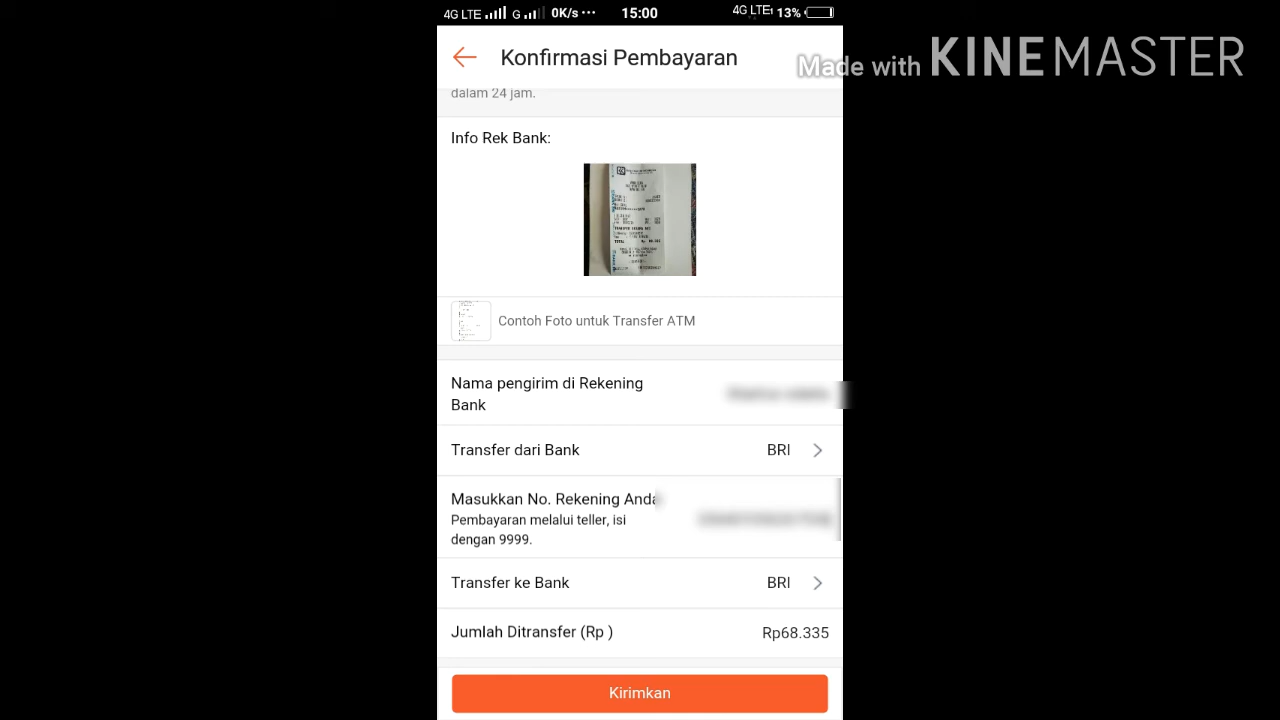 4G LTE G 0K/s ··· 15:00 4G LTE 13%
Made with KINEMASTER
Konfirmasi Pembayaran
dalam 24 jam.
Info Rek Bank:
Contoh Foto untuk Transfer ATM
Nama pengirim di Rekening
Bank
Transfer dari Bank BRI
Masukkan No. Rekening Anda
Pembayaran melalui teller, isi
dengan 9999.
Transfer ke Bank BRI
Jumlah Ditransfer (Rp ) Rp68.335
Kirimkan